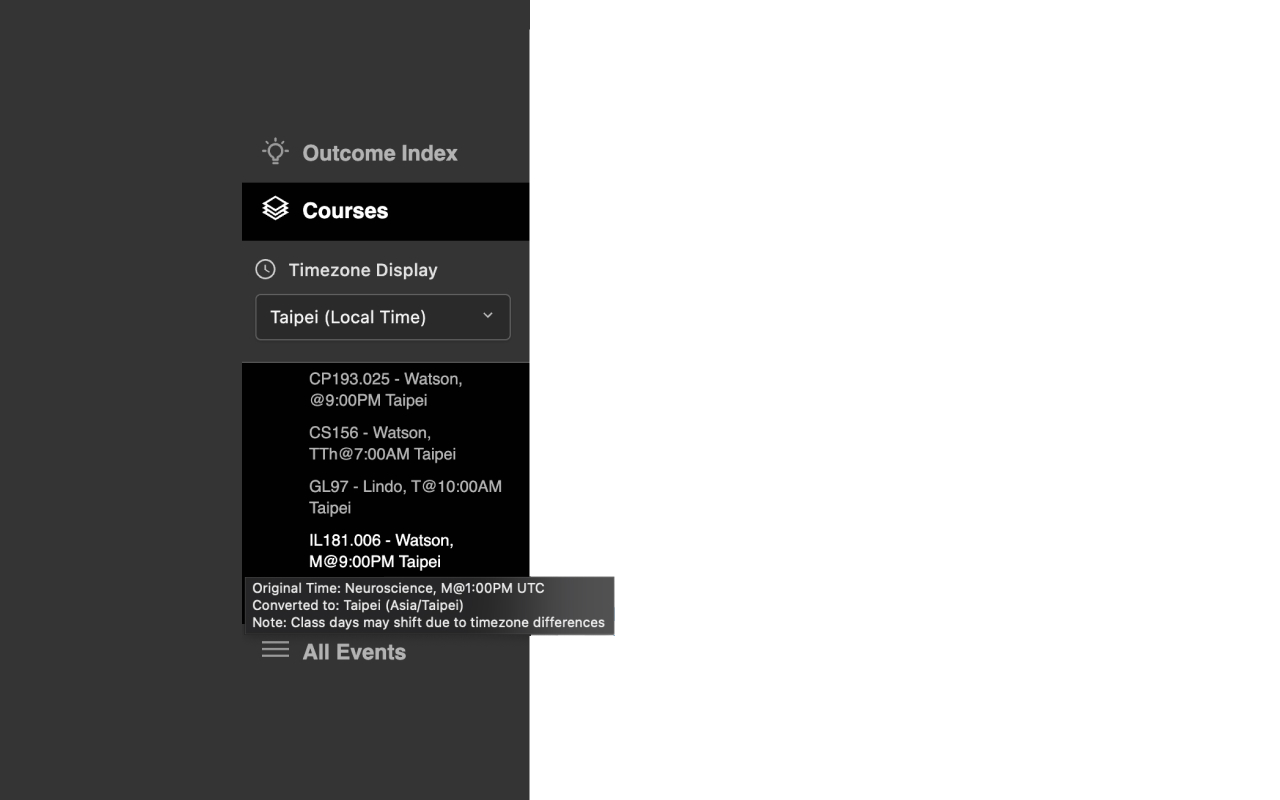 Outcome Index
Courses
Timezone Display
Taipei (Local Time)
CP193.025 - Watson,
@9:00PM Taipei
CS156 - Watson,
TTh@7:00AM Taipei
GL97 - Lindo, T@10:00AM
Taipei
IL181.006 - Watson,
M@9:00PM Taipei
Original Time: Neuroscience, M@1:00PM UTC
Converted to: Taipei (Asia/Taipei)
Note: Class days may shift due to timezone differences
All Events